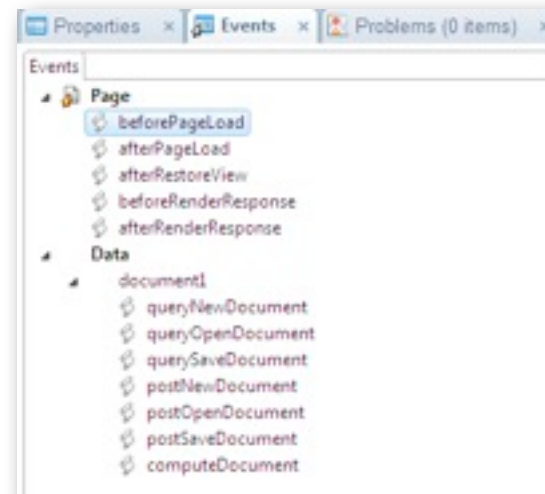 Properties Events Problems (0 items)
Events
Page
beforePageLoad
afterPageLoad
afterRestoreView
beforeRenderResponse
afterRenderResponse
Data
document1
queryNewDocument
queryOpenDocument
querySaveDocument
postNewDocument
postOpenDocument
postSaveDocument
computeDocument